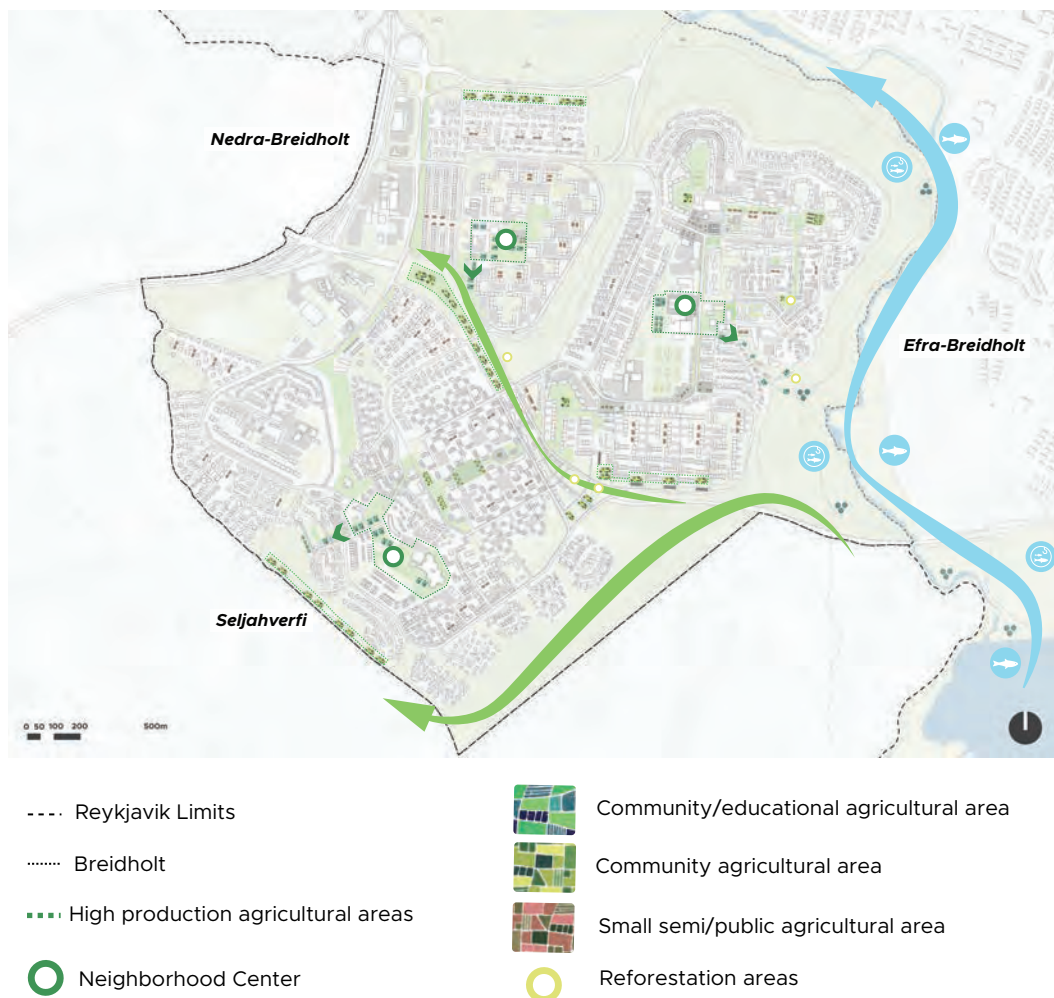 Nedra-Breidholt
Efra-Breidholt
Seljahverfi
0 50 100 200 500m
Reykjavik Limits
Breidholt
High production agricultural areas
Neighborhood Center
Community/educational agricultural area
Community agricultural area
Small semi/public agricultural area
Reforestation areas